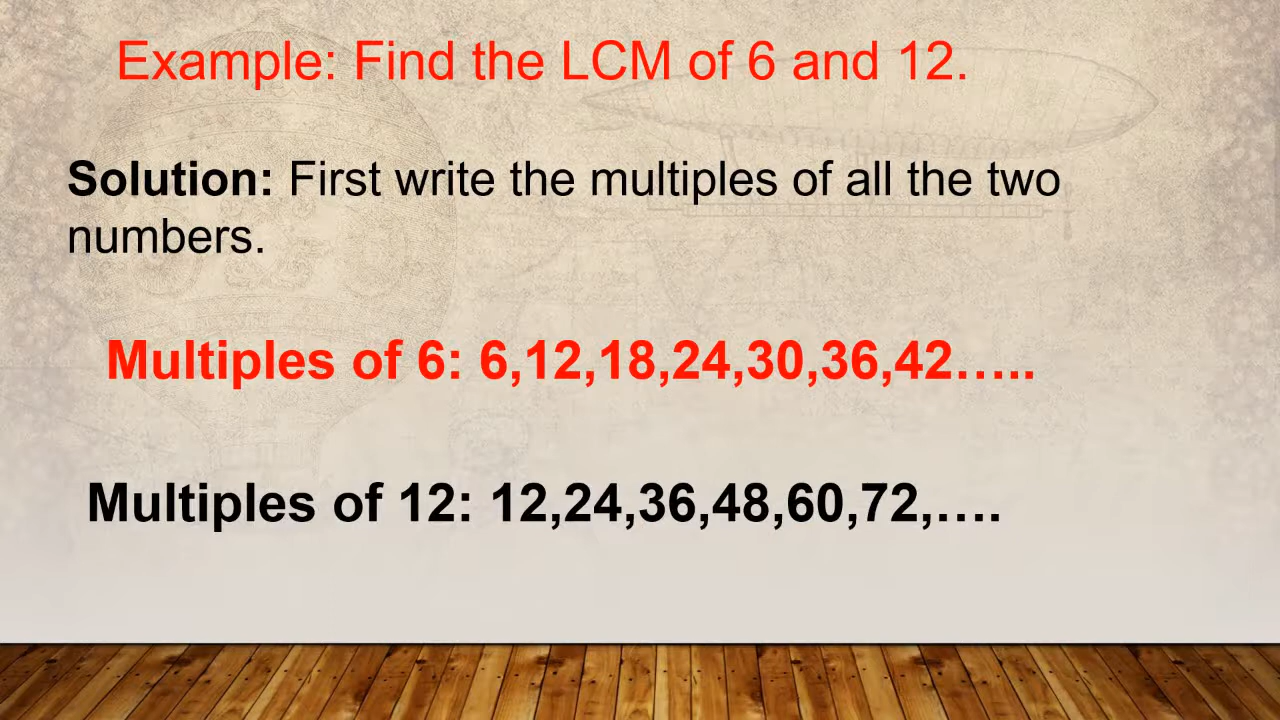 Example: Find the LCM of 6 and 12.
Solution: First write the multiples of all the two
numbers.
Multiples of 6: 6,12,18,24,30,36,42.....
Multiples of 12: 12,24,36,48,60,72,....